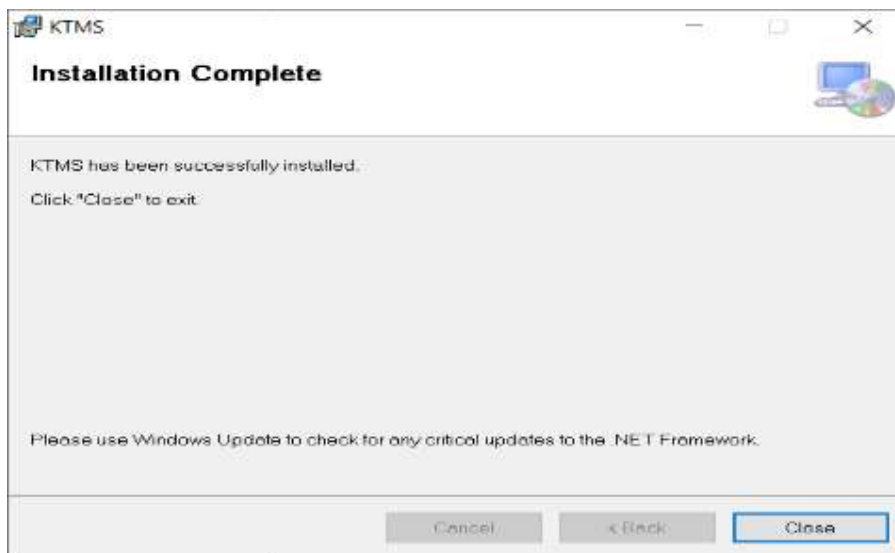 KTMS
Installation Complete
KTMS has been successfully installed.
Click "Close" to exit.
Please use Windows Update to check for any critical updates to the .NET Framework.
Cancel < Back Close